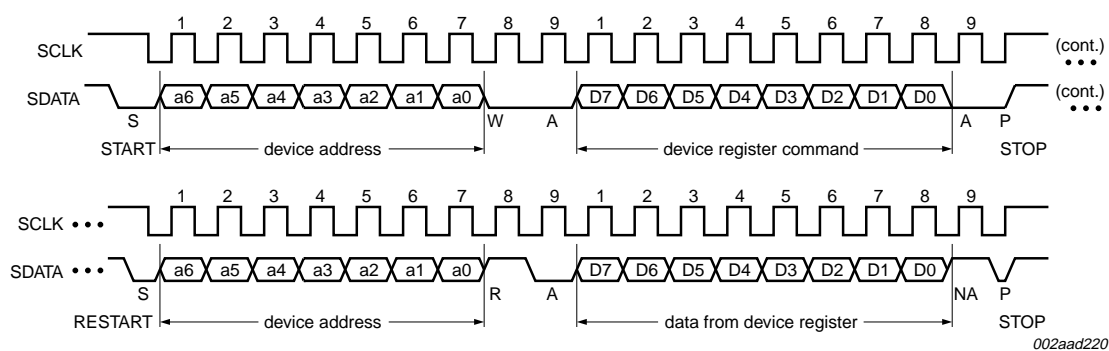 1 2 3 4 5 6 7 8 9 1 2 3 4 5 6 7 8 9
SCLK (cont.)
SDATA a6 a5 a4 a3 a2 a1 a0 D7 D6 D5 D4 D3 D2 D1 D0 (cont.)
S W A A P
START device address device register command STOP
1 2 3 4 5 6 7 8 9 1 2 3 4 5 6 7 8 9
SCLK
SDATA a6 a5 a4 a3 a2 a1 a0 D7 D6 D5 D4 D3 D2 D1 D0
S R A NA P
RESTART device address data from device register STOP
002aad220